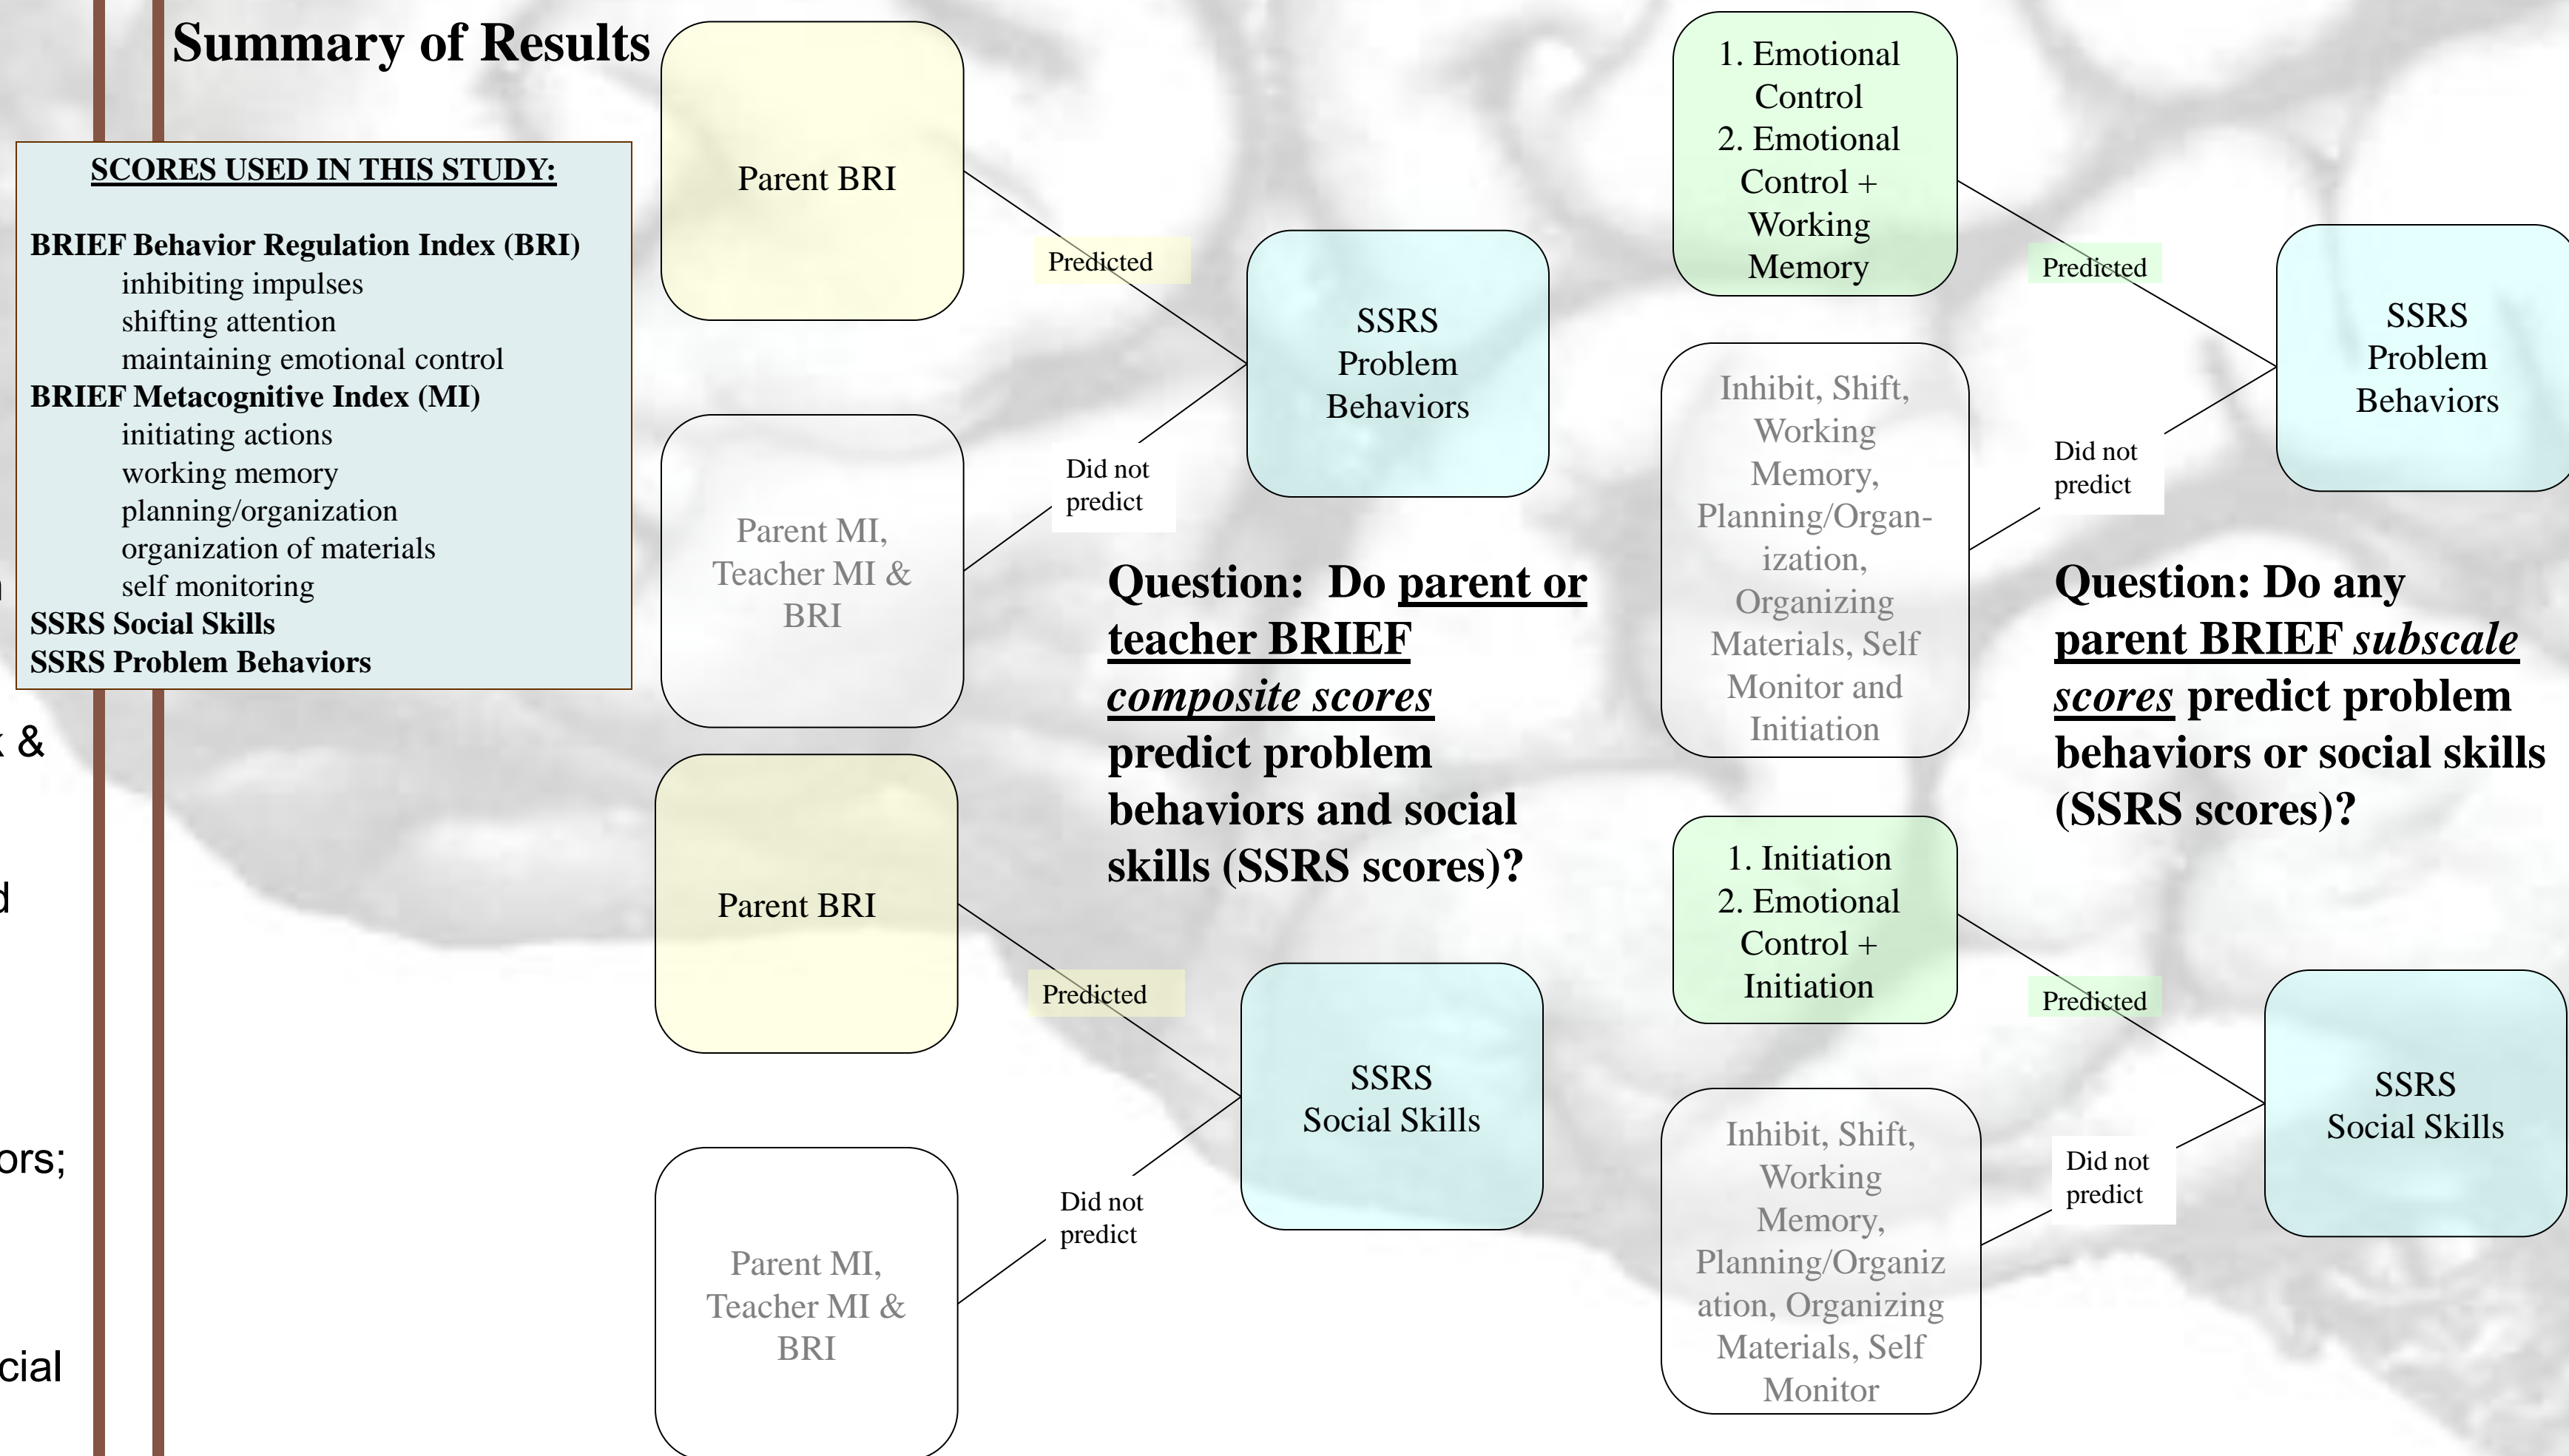 Summary of Results
SCORES USED IN THIS STUDY:
BRIEF Behavior Regulation Index (BRI)
inhibiting impulses
shifting attention
maintaining emotional control
BRIEF Metacognitive Index (MI)
initiating actions
working memory
planning/organization
organization of materials
self monitoring
SSRS Social Skills
SSRS Problem Behaviors
&
ors;
cial
Parent BRI
Predicted
SSRS
Problem
Behaviors
Did not
predict
Parent MI,
Teacher MI &
BRI
Question:  Do parent or
teacher BRIEF
composite scores
predict problem
behaviors and social
skills (SSRS scores)?
Parent BRI
Predicted
SSRS
Social Skills
Did not
predict
Parent MI,
Teacher MI &
BRI
1. Emotional
Control
2. Emotional
Control +
Working
Memory
Predicted
SSRS
Problem
Behaviors
Did not
predict
Inhibit, Shift,
Working
Memory,
Planning/Organ-
ization,
Organizing
Materials, Self
Monitor and
Initiation
Question: Do any
parent BRIEF subscale
scores predict problem
behaviors or social skills
(SSRS scores)?
1. Initiation
2. Emotional
Control +
Initiation
Predicted
SSRS
Social Skills
Did not
predict
Inhibit, Shift,
Working
Memory,
Planning/Organiz
ation, Organizing
Materials, Self
Monitor